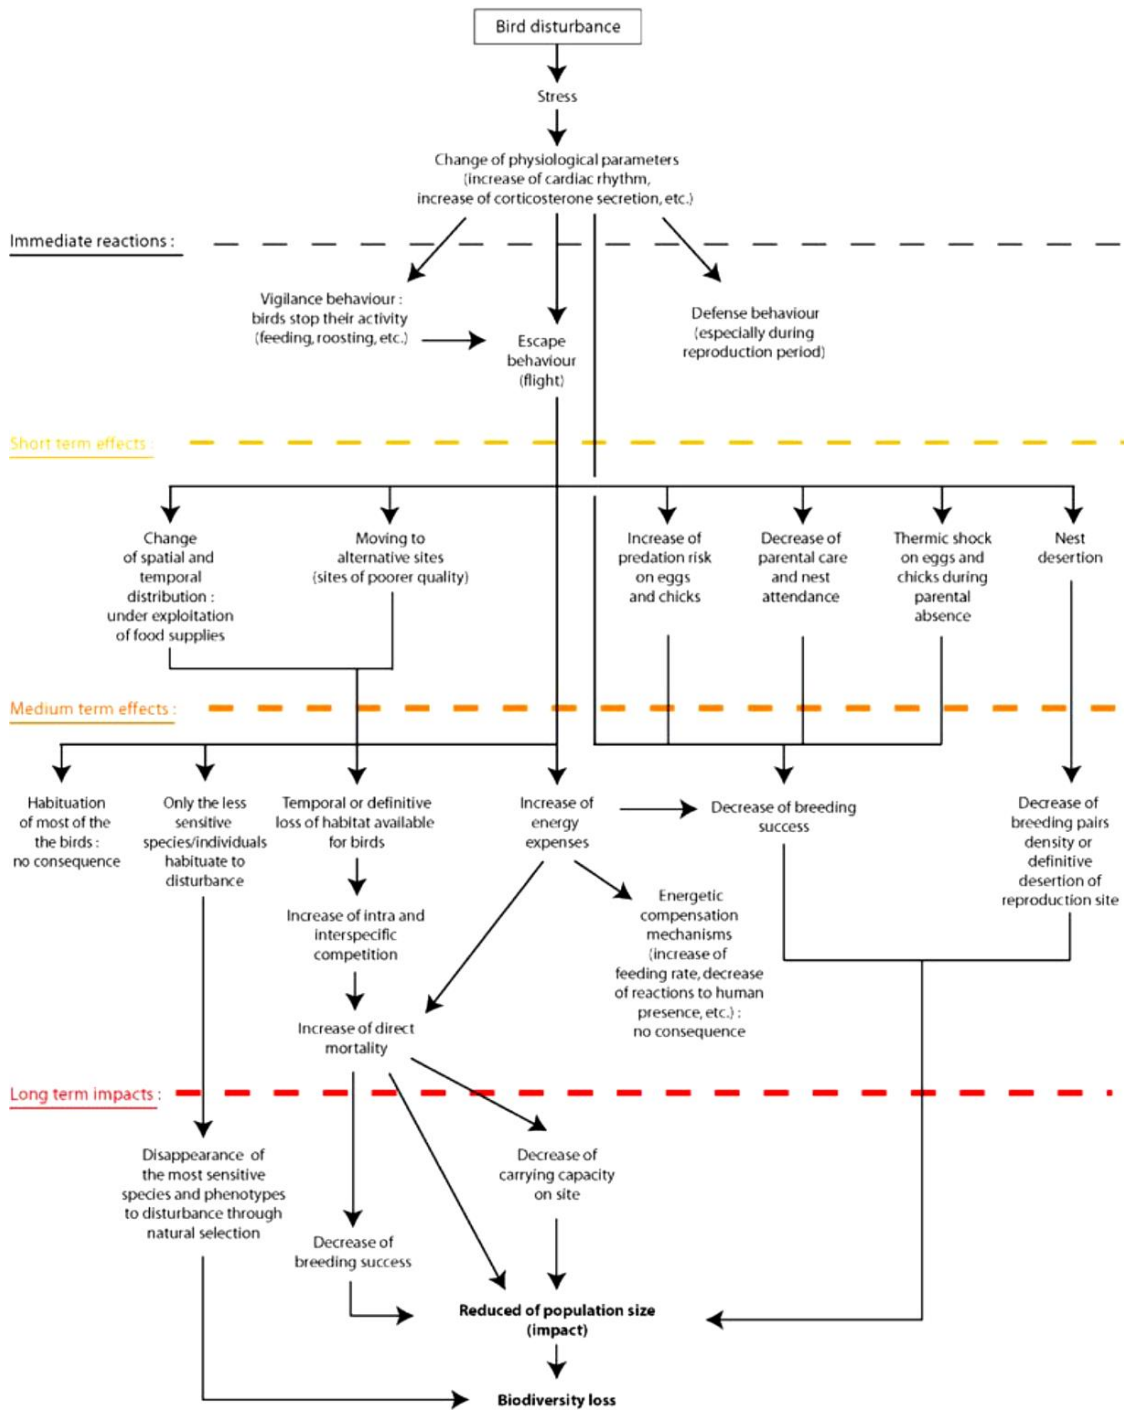 Bird disturbance
Stress
Change of physiological parameters
(increase of cardiac rhythm,
increase of corticosterone secretion, etc.)
Immediate reactions :
Vigilance behaviour :
birds stop their activity
(feeding, roosting, etc.)
Escape
behaviour
(flight)
Defense behaviour
(especially during
reproduction period)
Short term effects :
Change
of spatial and
temporal
distribution :
under exploitation
of food supplies
Moving to
alternative sites
(sites of poorer quality)
Increase of
predation risk
on eggs
and chicks
Decrease of
parental care
and nest
attendance
Thermic shock
on eggs and
chicks during
parental
absence
Nest
desertion
Medium term effects :
Habituation
of most of the
the birds :
no consequence
Only the less
sensitive
species/individuals
habituate to
disturbance
Temporal or definitive
loss of habitat available
for birds
Increase of
energy
expenses
Decrease of breeding
success
Decrease of
breeding pairs
density or
definitive
desertion of
reproduction site
Increase of intra and
interspecific
competition
Energetic
compensation
mechanisms
(increase of
feeding rate, decrease
of reactions to human
presence, etc.) :
no consequence
Increase of direct
mortality
Long term impacts :
Disappearance of
the most sensitive
species and phenotypes
to disturbance through
natural selection
Decrease of
carrying capacity
on site
Decrease of
breeding success
Reduced of population size
(impact)
Biodiversity loss